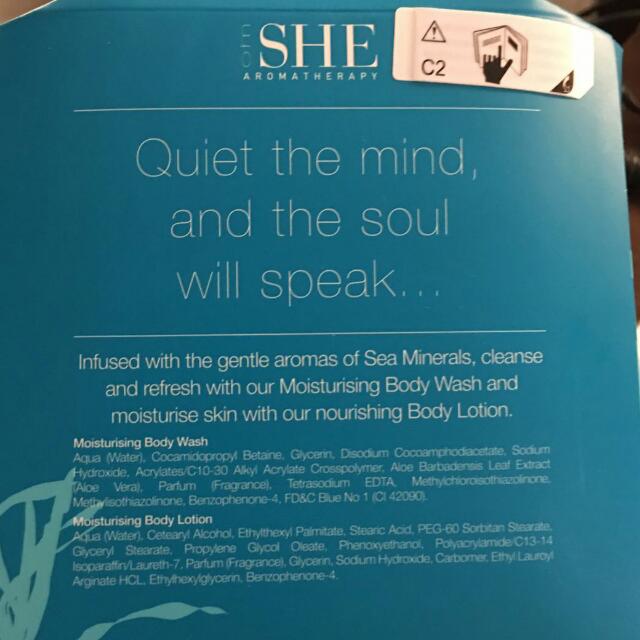 om
SHE
AROMATHERAPY
C2
Quiet the mind,
and the soul
will speak...
Infused with the gentle aromas of Sea Minerals, cleanse
and refresh with our Moisturising Body Wash and
moisturise skin with our nourishing Body Lotion.
Moisturising Body Wash
Aqua (Water), Cocamidopropyl Betaine, Glycerin, Disodium Cocoamphodiacetate, Sodium
Hydroxide, Acrylates/C10-30 Alkyl Acrylate Crosspolymer, Aloe Barbadensis Leaf Extract
(Aloe Vera), Parfum (Fragrance), Tetrasodium EDTA, Methylchloroisothiazolinone,
Methylisothiazolinone, Benzophenone-4, FD&C Blue No 1 (CI 42090).
Moisturising Body Lotion
Aqua (Water), Cetearyl Alcohol, Ethylhexyl Palmitate, Stearic Acid, PEG-60 Sorbitan Stearate,
Glyceryl Stearate, Propylene Glycol Oleate, Phenoxyethanol, Polyacrylamide/C13-14
Isoparaffin/Laureth-7, Parfum (Fragrance), Glycerin, Sodium Hydroxide, Carbomer, Ethyl Lauroyl
Arginate HCL, Ethylhexylglycerin, Benzophenone-4.